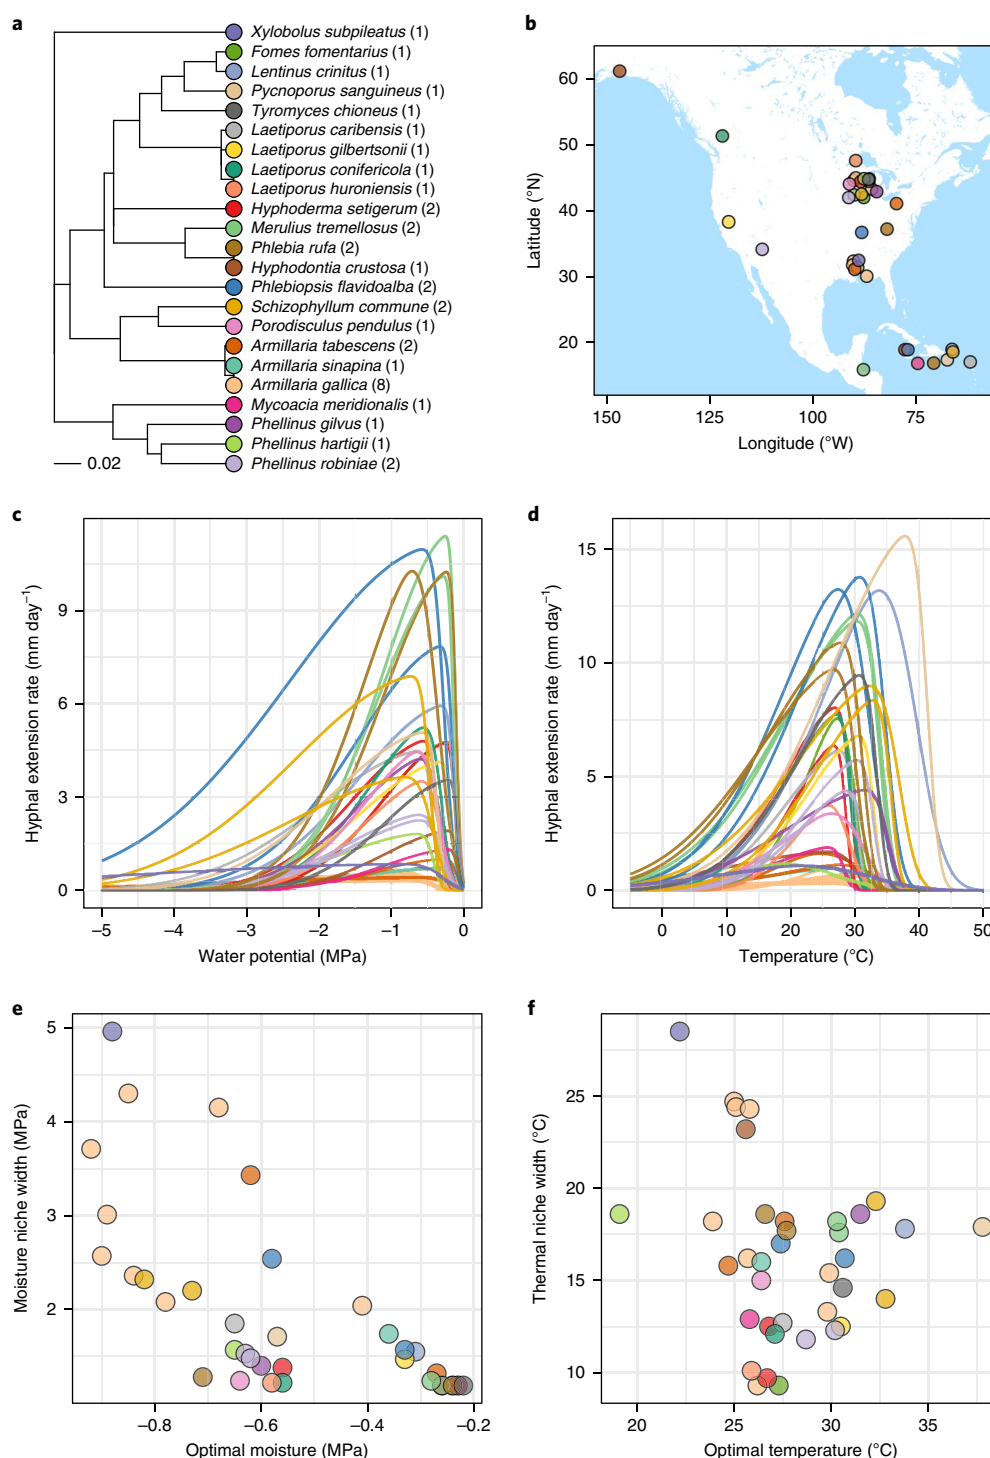 a
Xylobolus subpileatus (1)
Fomes fomentarius (1)
Lentinus crinitus (1)
Pycnoporus sanguineus (1)
Tyromyces chioneus (1)
Laetiporus caribensis (1)
Laetiporus gilbertsonii (1)
Laetiporus conifericola (1)
Laetiporus huroniensis (1)
Hyphoderma setigerum (2)
Merulius tremellosus (2)
Phlebia rufa (2)
Hyphodontia crustosa (1)
Phlebiopsis flavidoalba (2)
Schizophyllum commune (2)
Porodisculus pendulus (1)
Armillaria tabescens (2)
Armillaria sinapina (1)
Armillaria gallica (8)
Mycoacia meridionalis (1)
Phellinus gilvus (1)
Phellinus hartigii (1)
Phellinus robiniae (2)
0.02
b
Latitude (°N)
60
50
40
30
20
150 125 100 75
Longitude (°W)
c
Hyphal extension rate (mm day−1)
9
6
3
0
−5 −4 −3 −2 −1 0
Water potential (MPa)
d
Hyphal extension rate (mm day−1)
15
10
5
0
0 10 20 30 40 50
Temperature (°C)
e
Moisture niche width (MPa)
5
4
3
2
−0.8 −0.6 −0.4 −0.2
Optimal moisture (MPa)
f
Thermal niche width (°C)
25
20
15
10
20 25 30 35
Optimal temperature (°C)